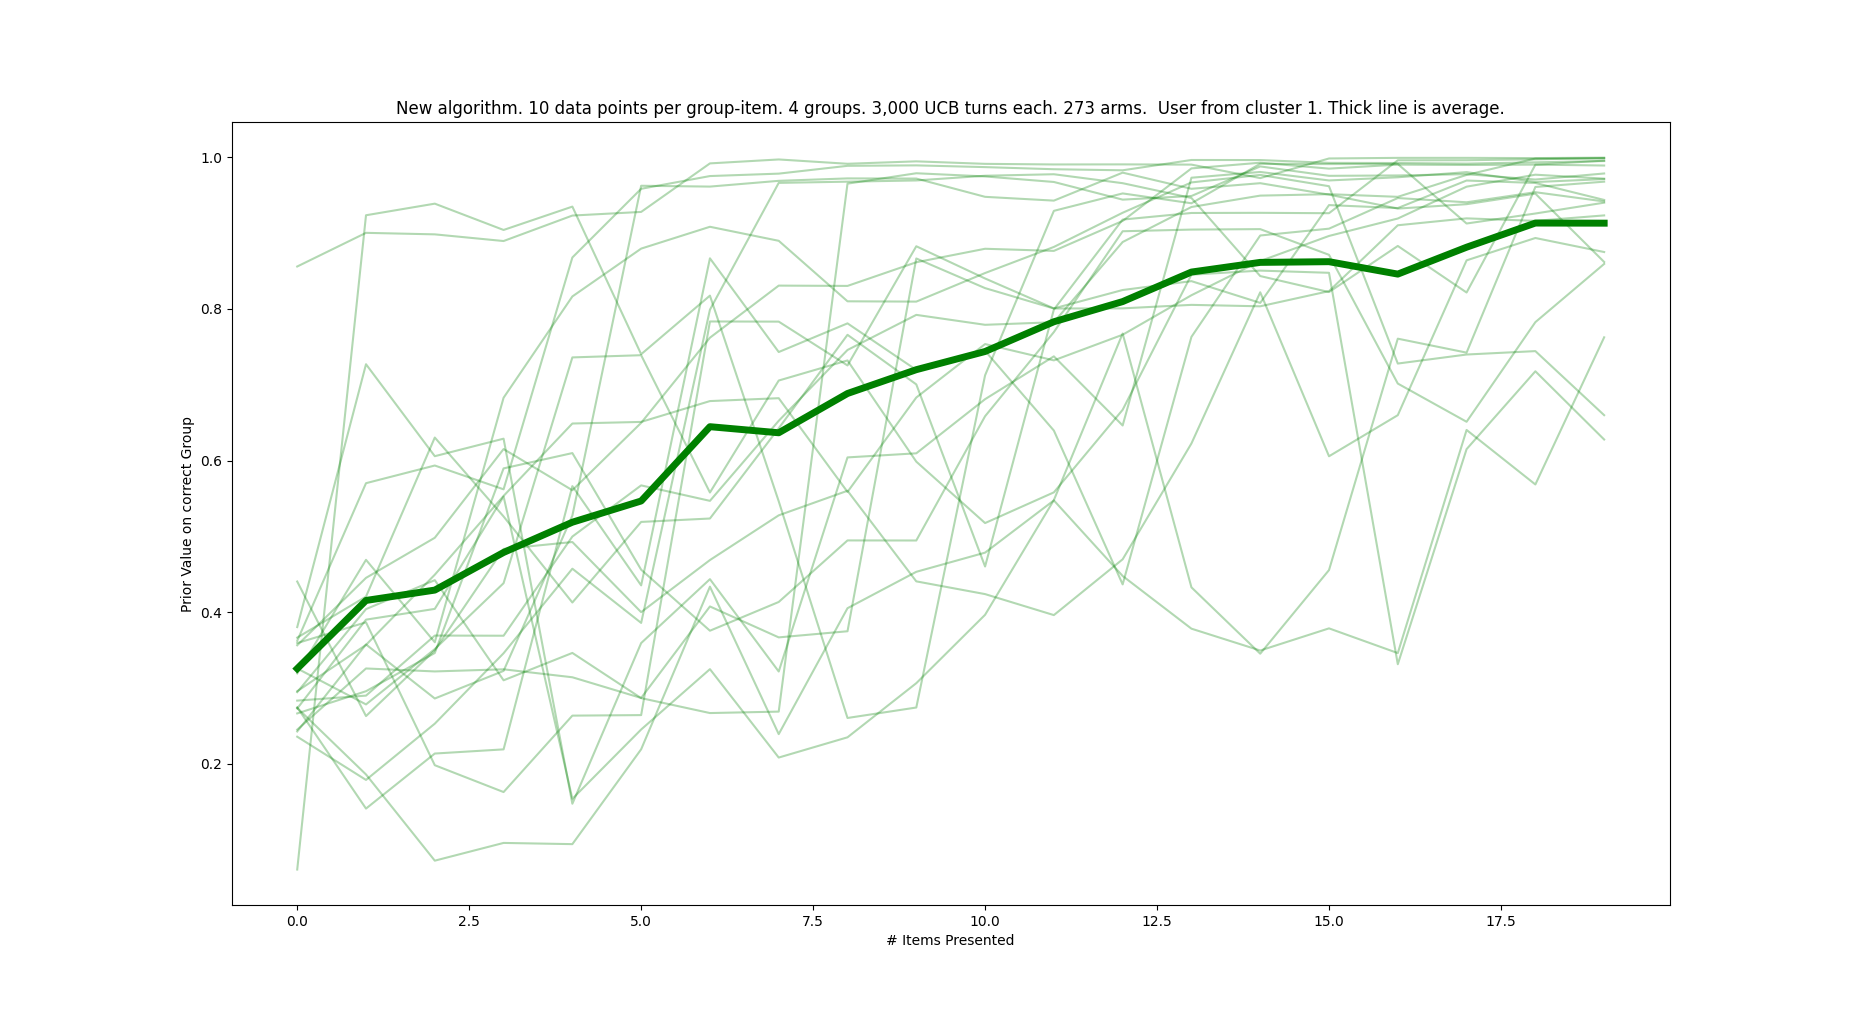 New algorithm. 10 data points per group-item. 4 groups. 3,000 UCB turns each. 273 arms.  User from cluster 1. Thick line is average.
1.0
0.8
0.6
0.4
0.2
Prior Value on correct Group
0.0 2.5 5.0 7.5 10.0 12.5 15.0 17.5
# Items Presented